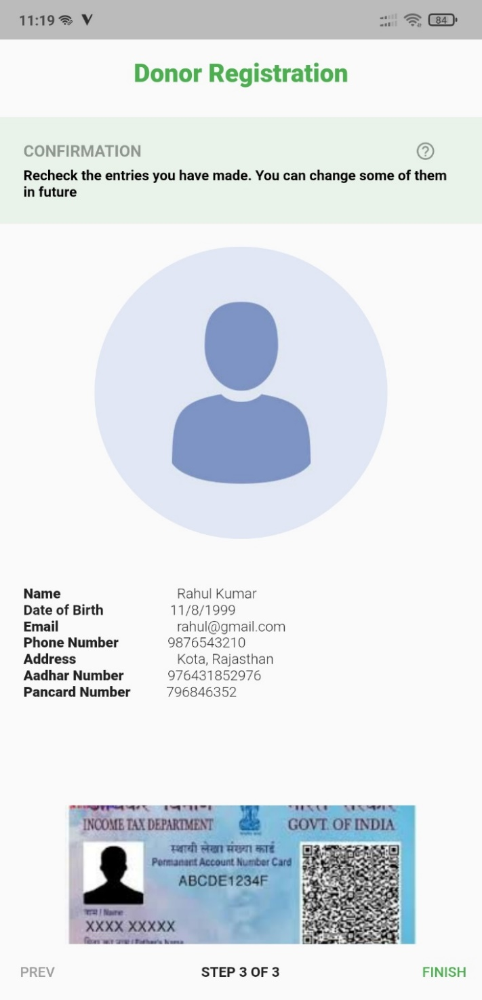 11:19
84
Donor Registration
CONFIRMATION
Recheck the entries you have made. You can change some of them
in future
Name Rahul Kumar
Date of Birth 11/8/1999
Email rahul@gmail.com
Phone Number 9876543210
Address Kota, Rajasthan
Aadhar Number 976431852976
Pancard Number 796846352
आयकर विभाग भारत सरकार
INCOME TAX DEPARTMENT GOVT. OF INDIA
स्थायी लेखा संख्या कार्ड
Permanent Account Number Card
ABCDE1234F
नाम / Name
XXXX XXXXX
पिता का नाम / Father's Name
PREV STEP 3 OF 3 FINISH